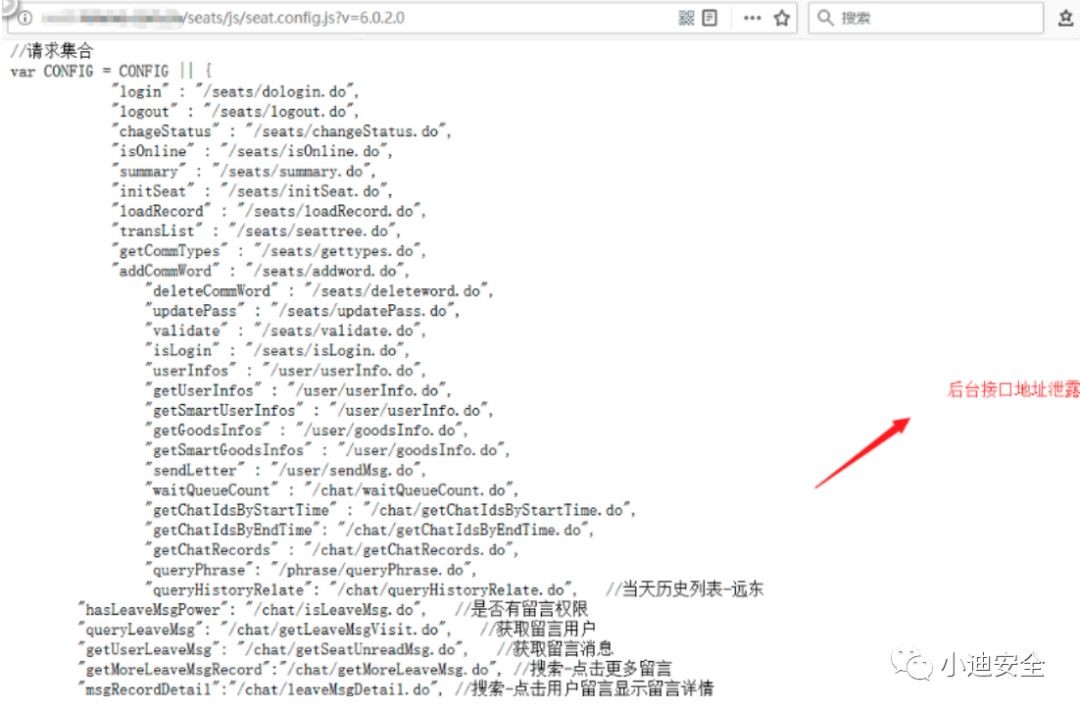 /seats/js/seat.config.js?v=6.0.2.0
搜索
//请求集合
var CONFIG = CONFIG || {
"login" : "/seats/dologin.do",
"logout" : "/seats/logout.do",
"chageStatus" : "/seats/changeStatus.do",
"isOnline" : "/seats/isOnline.do",
"summary" : "/seats/summary.do",
"initSeat" : "/seats/initSeat.do",
"loadRecord" : "/seats/loadRecord.do",
"transList" : "/seats/seattree.do",
"getCommTypes" : "/seats/gettypes.do",
"addCommWord" : "/seats/addword.do",
"deleteCommWord" : "/seats/deleteword.do",
"updatePass" : "/seats/updatePass.do",
"validate" : "/seats/validate.do",
"isLogin" : "/seats/isLogin.do",
"userInfos" : "/user/userInfo.do",
"getUserInfos" : "/user/userInfo.do",
"getSmartUserInfos" : "/user/userInfo.do",
"getGoodsInfos" : "/user/goodsInfo.do",
"getSmartGoodsInfos" : "/user/goodsInfo.do",
"sendLetter" : "/user/sendMsg.do",
"waitQueueCount" : "/chat/waitQueueCount.do",
"getChatIdsByStartTime" : "/chat/getChatIdsByStartTime.do",
"getChatIdsByEndTime": "/chat/getChatIdsByEndTime.do",
"getChatRecords" : "/chat/getChatRecords.do",
"queryPhrase" : "/phrase/queryPhrase.do",
"queryHistoryRelate": "/chat/queryHistoryRelate.do", //当天历史列表-远东
"hasLeaveMsgPower": "/chat/isLeaveMsg.do", //是否有留言权限
"queryLeaveMsg": "/chat/getLeaveMsgVisit.do", //获取留言用户
"getUserLeaveMsg": "/chat/getSeatUnreadMsg.do", //获取留言消息
"getMoreLeaveMsgRecord":"/chat/getMoreLeaveMsg.do", //搜索-点击更多留言
"msgRecordDetail":"/chat/leaveMsgDetail.do", //搜索-点击用户留言显示留言详情
后台接口地址泄露
小迪安全